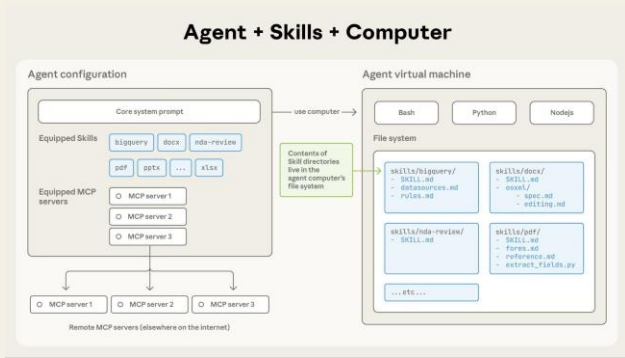 Agent + Skills + Computer
Agent configuration
Core system prompt
Equipped Skills
bigquery
docx
nda-review
pdf
pptx
...
xlsx
Equipped MCP
servers
MCP server 1
MCP server 2
MCP server 3
MCP server 1
MCP server 2
MCP server 3
Remote MCP servers (elsewhere on the internet)
use computer
Contents of
Skill directories
live in the
agent computer's
file system
Agent virtual machine
Bash
Python
Nodejs
File system
skills/bigquery/
- SKILL.md
- datasources.md
- rules.md
skills/docx/
- SKILL.md
- ooxml/
- spec.md
- editing.md
skills/nda-review/
- SKILL.md
skills/pdf/
- SKILL.md
- forms.md
- reference.md
- extract_fields.py
...etc...